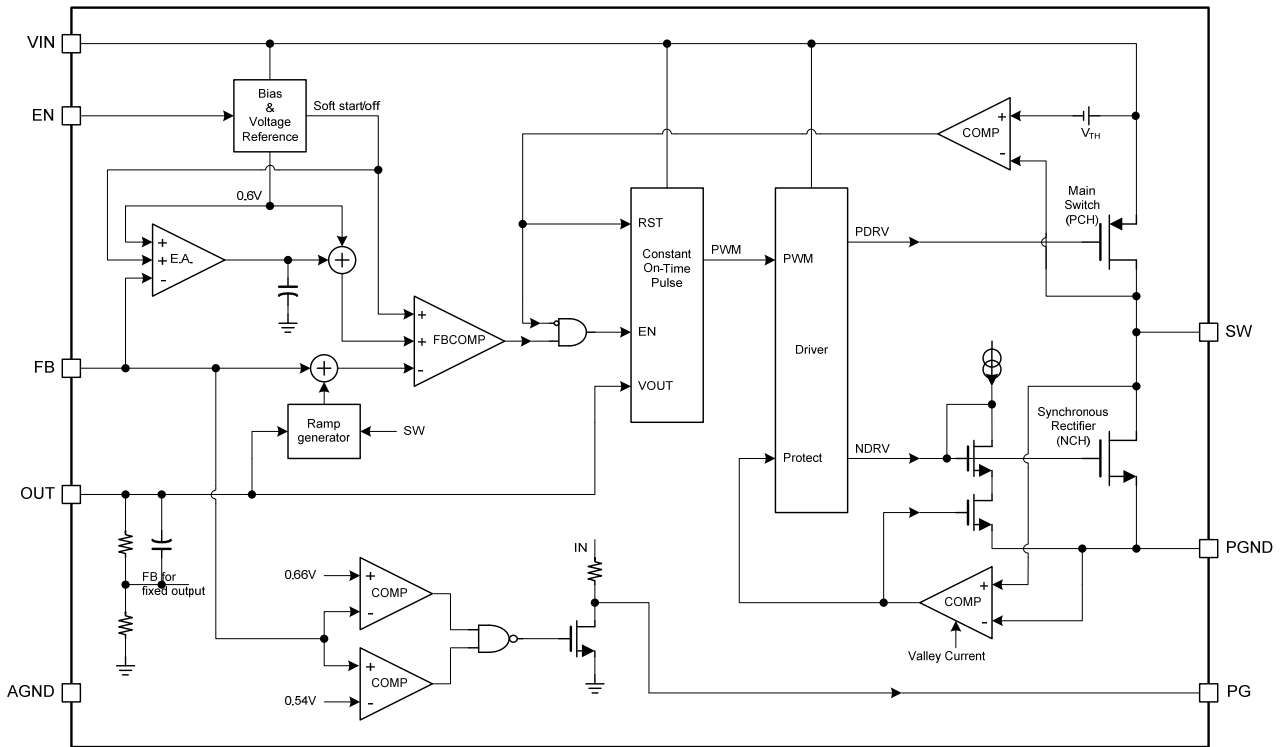 VIN
EN
Bias
&
Voltage
Reference
Soft start/off
0.6V
+
+
-
E.A.
+
FB
+
+
+
-
FBCOMP
Ramp
generator
SW
OUT
FB for
fixed output
AGND
0.66V
+
-
COMP
0.54V
+
-
COMP
IN
RST
Constant
On-Time
Pulse
EN
VOUT
PWM
PWM
Driver
Protect
PDRV
NDRV
COMP
+
-
VTH
Main
Switch
(PCH)
SW
Synchronous
Rectifier
(NCH)
PGND
COMP
+
-
Valley Current
PG